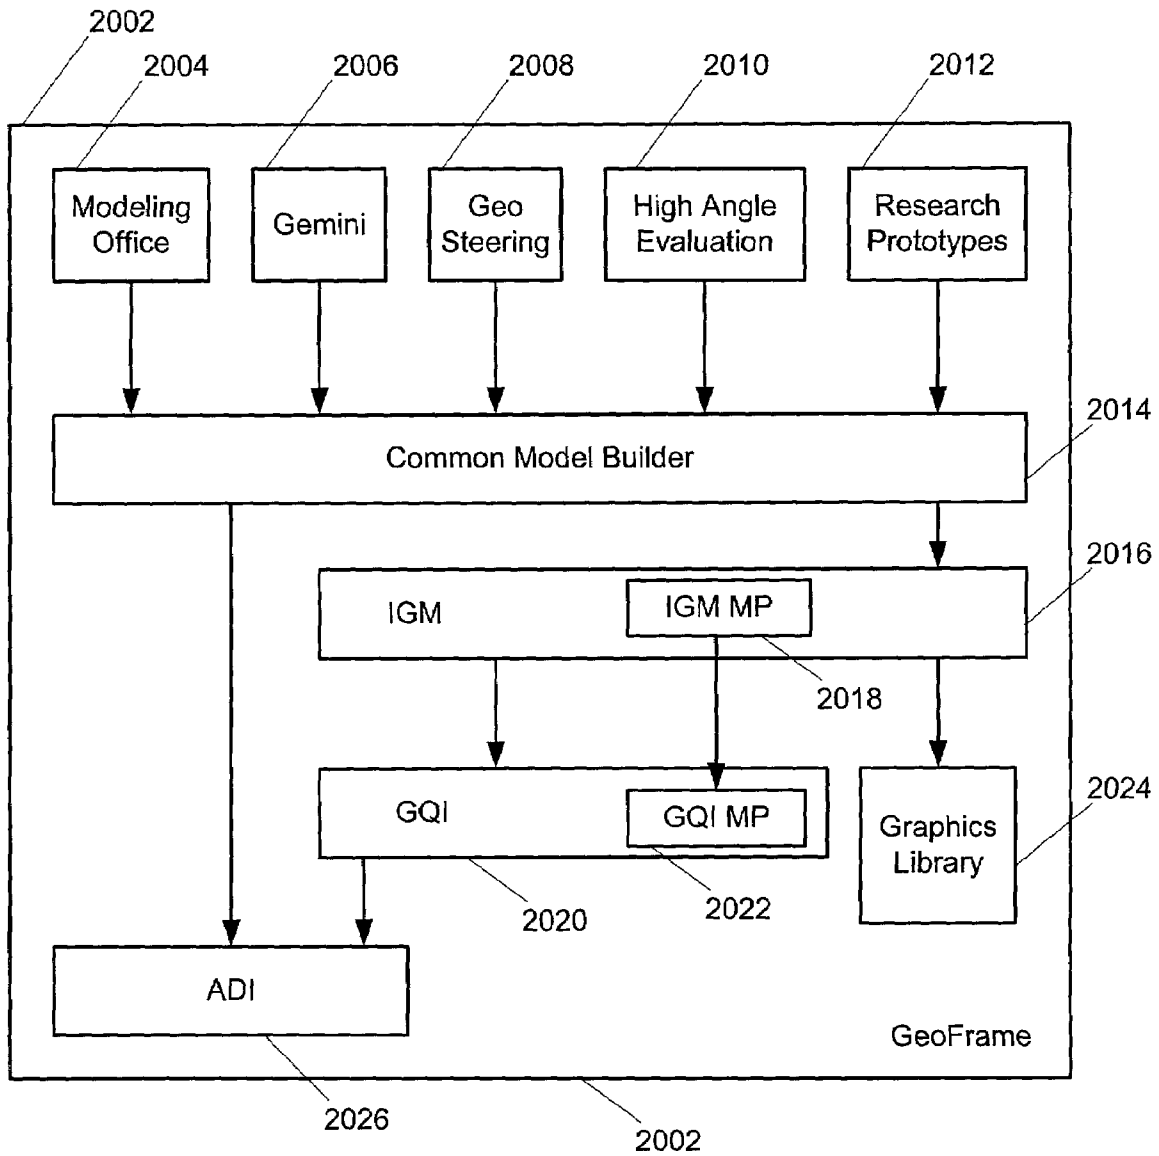 2002
2004
2006
2008
2010
2012
Modeling
Office
Gemini
Geo
Steering
High Angle
Evaluation
Research
Prototypes
2014
Common Model Builder
2016
IGM
IGM MP
2018
GQI
GQI MP
2024
Graphics
Library
2020
2022
ADI
GeoFrame
2026
2002